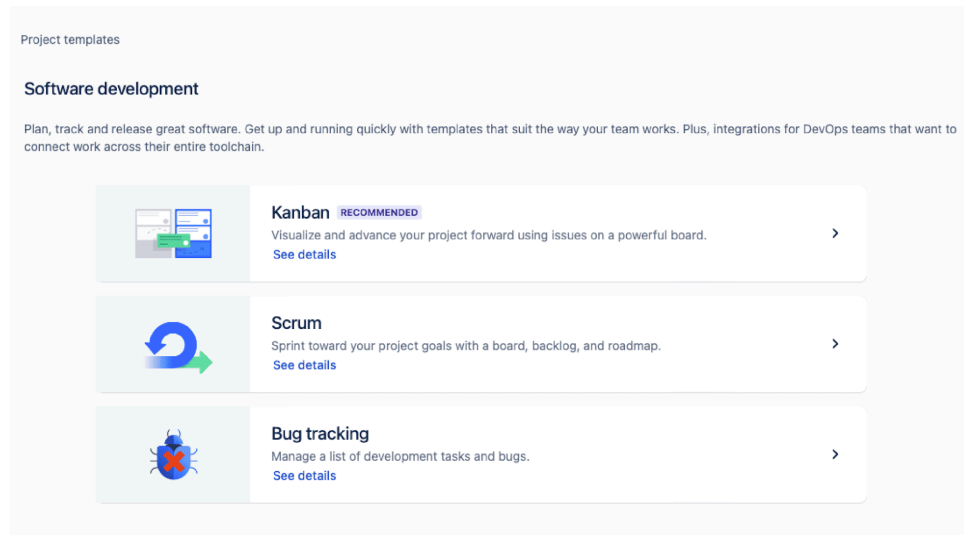 Project templates
Software development
Plan, track and release great software. Get up and running quickly with templates that suit the way your team works. Plus, integrations for DevOps teams that want to
connect work across their entire toolchain.
Kanban RECOMMENDED
Visualize and advance your project forward using issues on a powerful board.
See details
Scrum
Sprint toward your project goals with a board, backlog, and roadmap.
See details
Bug tracking
Manage a list of development tasks and bugs.
See details